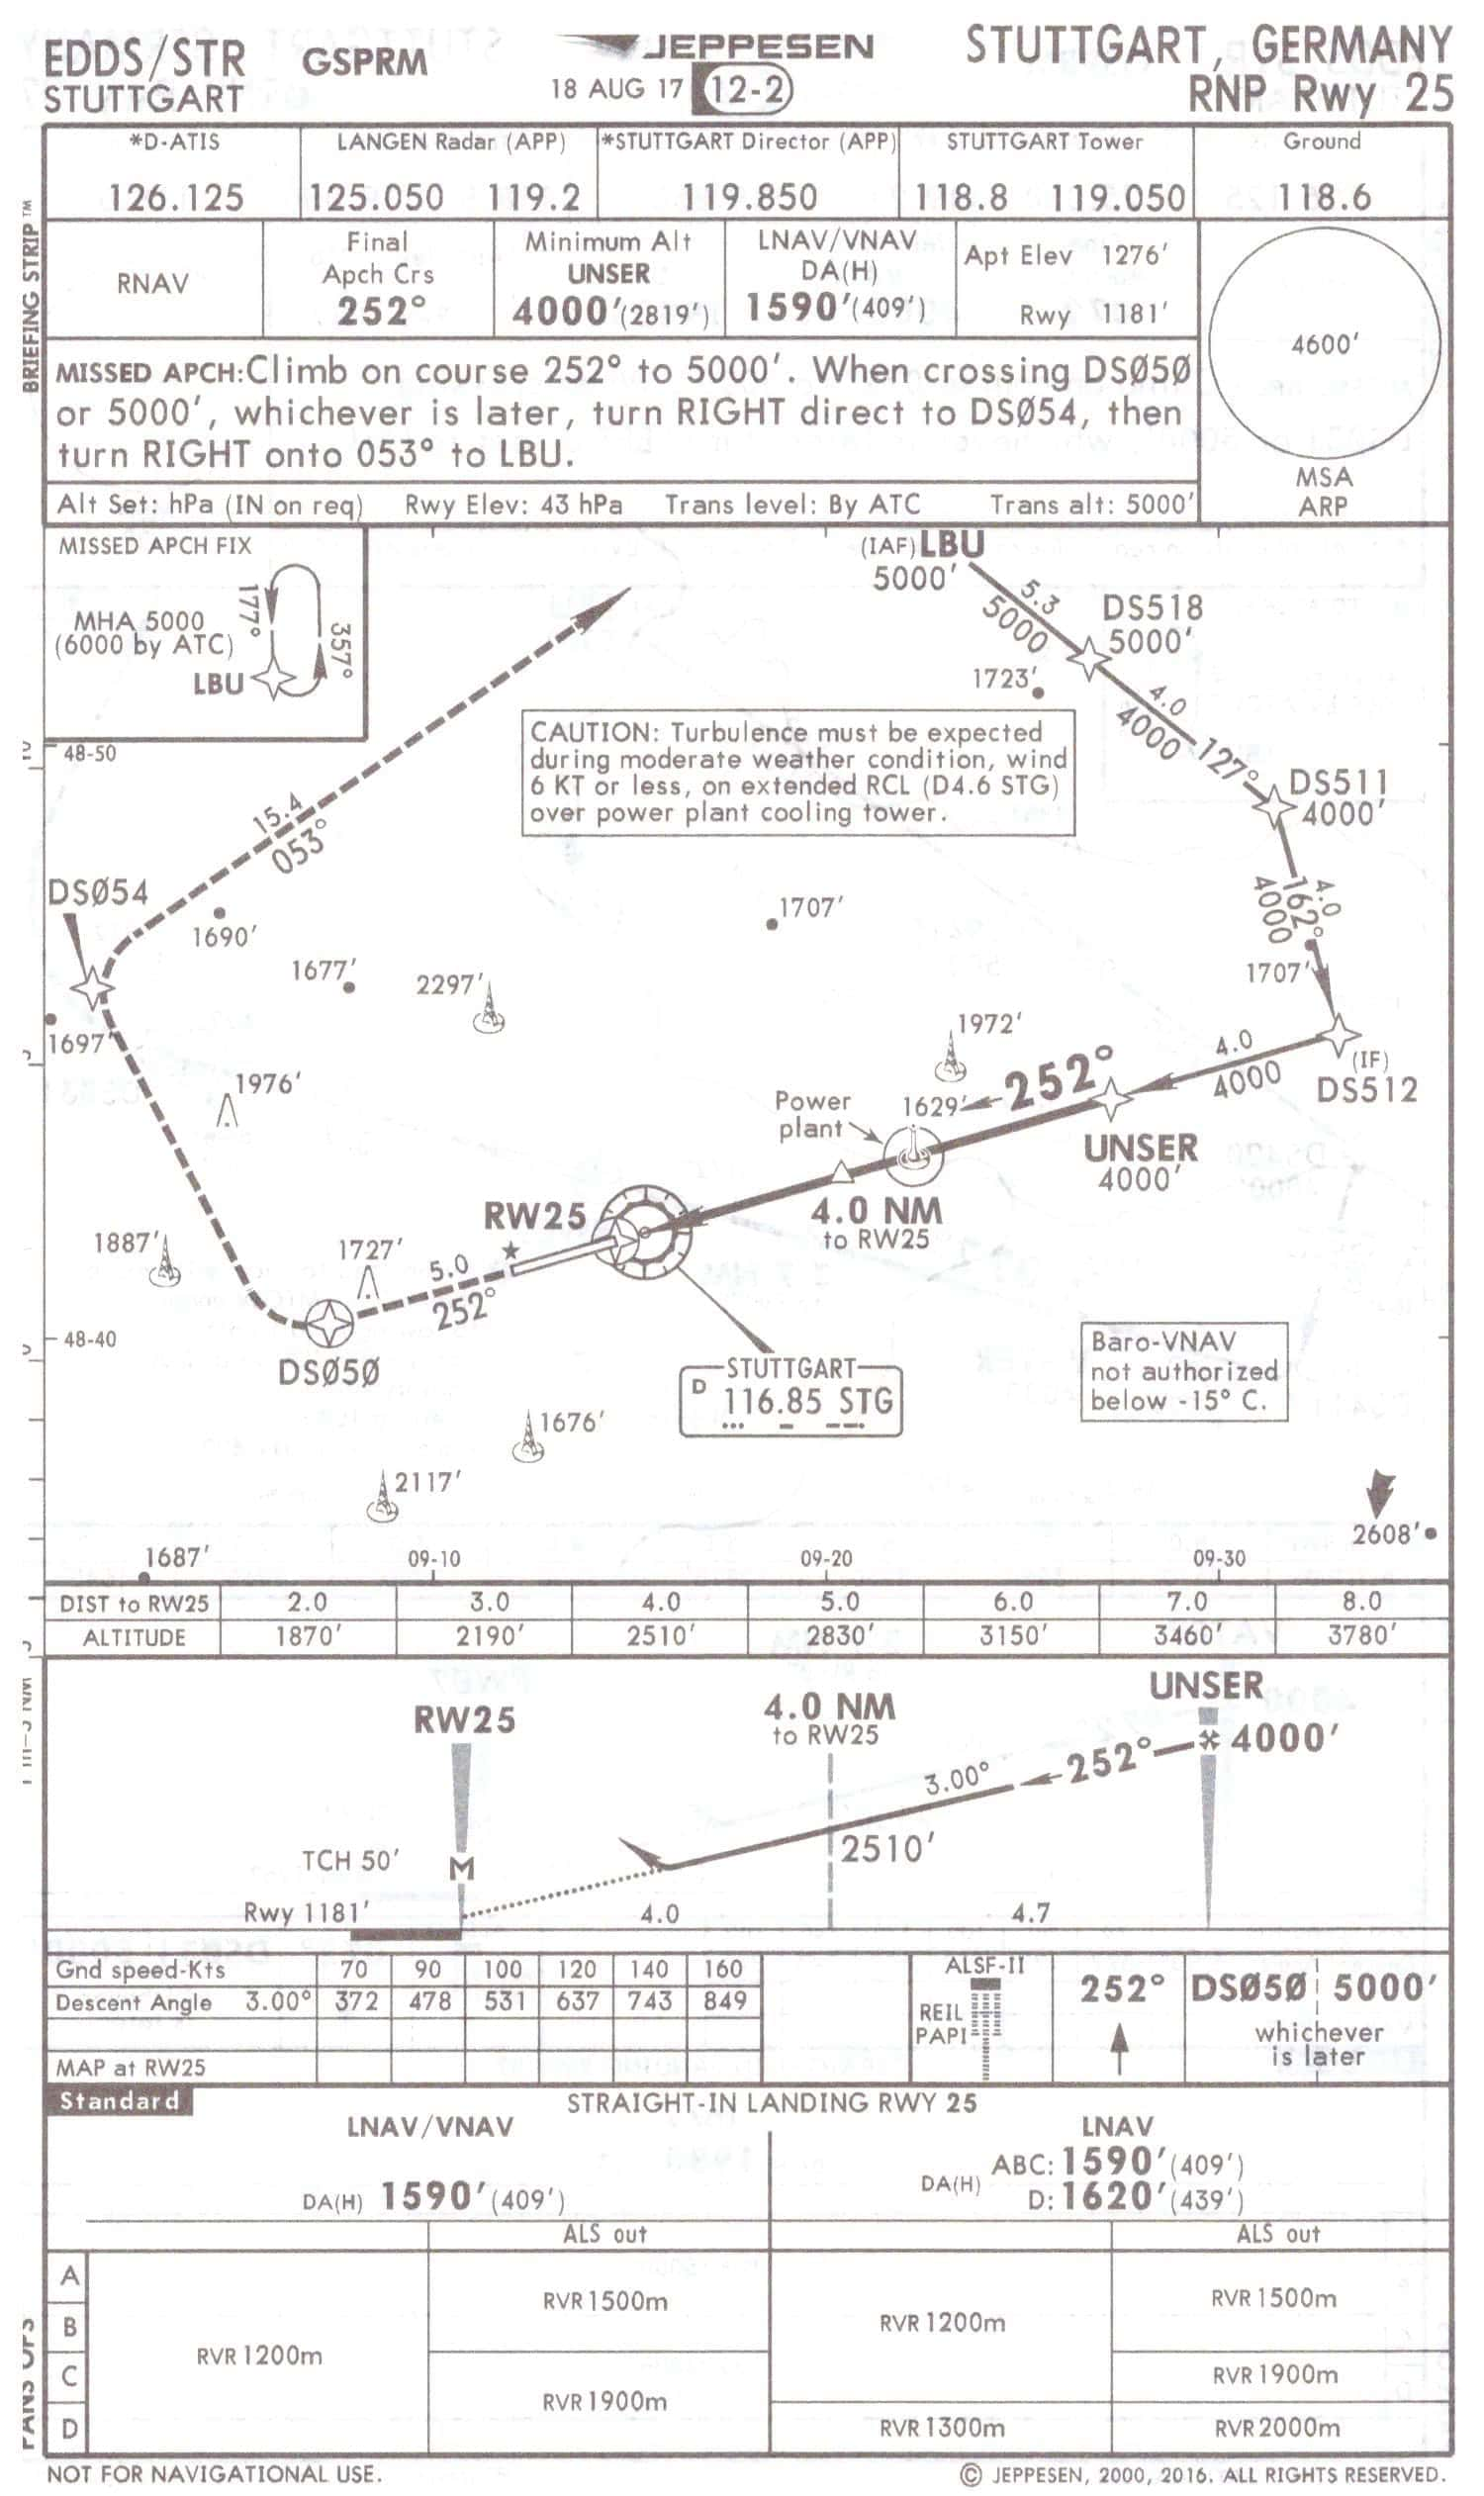 EDDS/STR GSPRM JEPPESEN STUTTGART, GERMANY
STUTTGART 18 AUG 17 12-2 RNP Rwy 25
BRIEFING STRIP™
*D-ATIS LANGEN Radar (APP) *STUTTGART Director (APP) STUTTGART Tower Ground
126.125 125.050 119.2 119.850 118.8 119.050 118.6
RNAV
Final
Apch Crs
252°
Minimum Alt
UNSER
4000'(2819')
LNAV/VNAV
DA(H)
1590'(409')
Apt Elev 1276'
Rwy 1181'
4600'
MSA
ARP
MISSED APCH:Climb on course 252° to 5000'. When crossing DSØ5Ø
or 5000', whichever is later, turn RIGHT direct to DSØ54, then
turn RIGHT onto 053° to LBU.
Alt Set: hPa (IN on req) Rwy Elev: 43 hPa Trans level: By ATC Trans alt: 5000'
MISSED APCH FIX
MHA 5000
(6000 by ATC)
177°
357°
LBU
(IAF) LBU
5000'
5.3
5000
DS518
5000'
1723'
4.0
4000
127°
CAUTION: Turbulence must be expected
during moderate weather condition, wind
6 KT or less, on extended RCL (D4.6 STG)
over power plant cooling tower.
48-50
DS511
4000'
15.4
053°
DSØ54
4.0
162°
4000
1690'
1707'
1677'
2297'
1707'
1697'
1972'
1976'
252°
4.0
4000
(IF)
DS512
Power
plant
1629'
UNSER
4000'
RW25
4.0 NM
to RW25
1887'
1727'
5.0
252°
48-40
DSØ5Ø
STUTTGART
D 116.85 STG
Baro-VNAV
not authorized
below -15° C.
1676'
2117'
2608'
1687'
09-10 09-20 09-30
DIST to RW25 2.0 3.0 4.0 5.0 6.0 7.0 8.0
ALTITUDE 1870' 2190' 2510' 2830' 3150' 3460' 3780'
RW25
4.0 NM
to RW25
UNSER
4000'
252°
3.00°
2510'
TCH 50'
M
Rwy 1181'
4.0 4.7
Gnd speed-Kts 70 90 100 120 140 160
Descent Angle 3.00° 372 478 531 637 743 849
MAP at RW25
ALSF-II
REIL
PAPI
252°
DSØ5Ø 5000'
whichever
is later
Standard STRAIGHT-IN LANDING RWY 25
LNAV/VNAV LNAV
DA(H) 1590'(409')
DA(H)
ABC: 1590'(409')
D: 1620'(439')
ALS out ALS out
A
B
C
D
RVR 1200m
RVR 1500m
RVR 1900m
RVR 1200m
RVR 1300m
RVR 1500m
RVR 1900m
RVR 2000m
PANS OPS
NOT FOR NAVIGATIONAL USE. © JEPPESEN, 2000, 2016. ALL RIGHTS RESERVED.